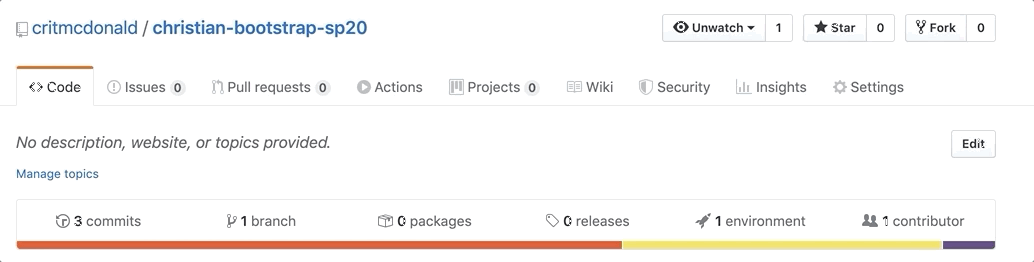 critmcdonald / christian-bootstrap-sp20
Unwatch 1 Star 0 Fork 0
Code Issues 0 Pull requests 0 Actions Projects 0 Wiki Security Insights Settings
No description, website, or topics provided. Edit
Manage topics
3 commits 1 branch 0 packages 0 releases 1 environment 1 contributor